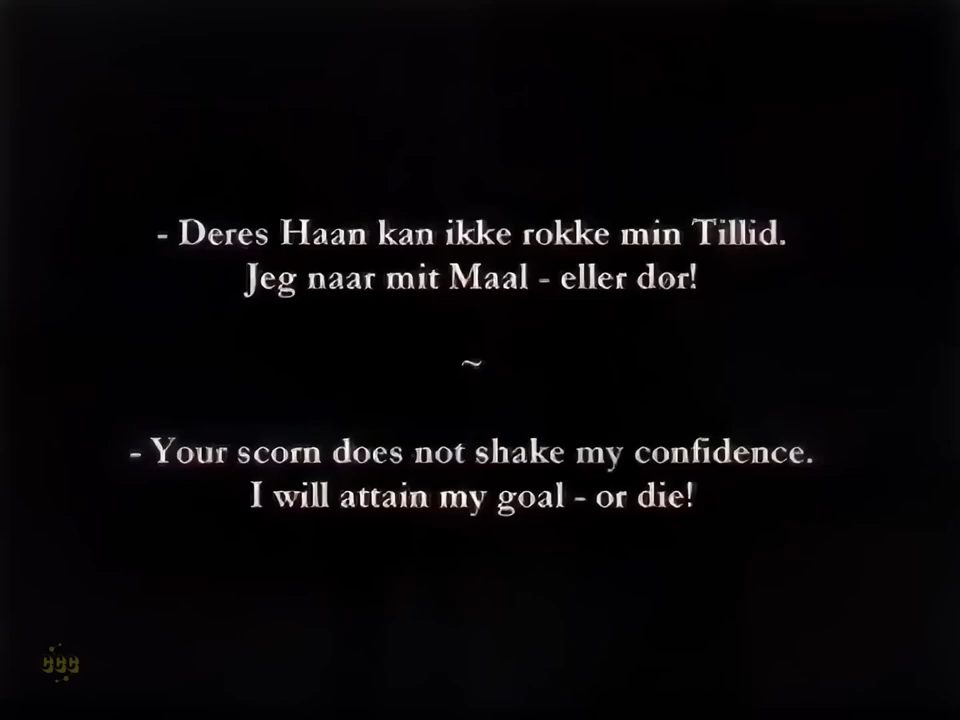 - Deres Haan kan ikke rokke min Tillid.
Jeg naar mit Maal - eller dør!
~
- Your scorn does not shake my confidence.
I will attain my goal - or die!
CCC